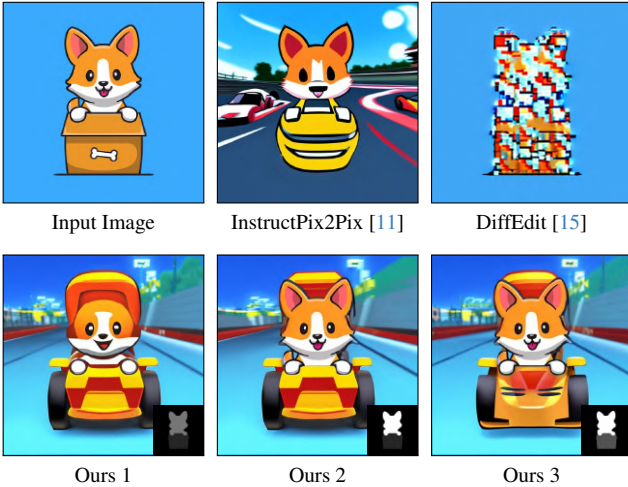 Input Image
InstructPix2Pix [11]
DiffEdit [15]
Ours 1
Ours 2
Ours 3